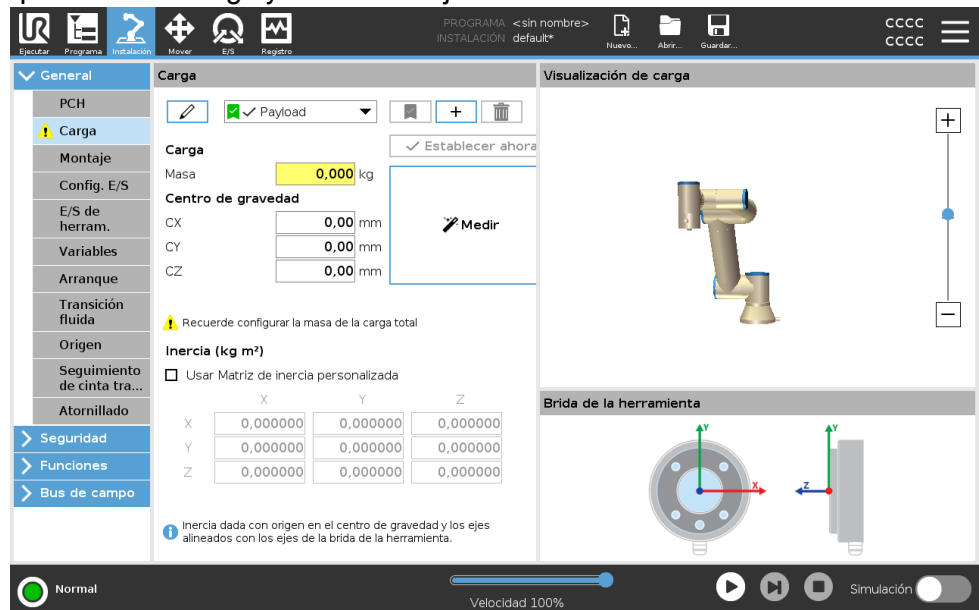 PROGRAMA <sin nombre>
INSTALACIÓN default*
Ejecutar Programa Instalación Mover E/S Registro
Nuevo... Abrir... Guardar...
CCCC
CCCC
General
PCH
Carga
Montaje
Config. E/S
E/S de
herram.
Variables
Arranque
Transición
fluida
Origen
Seguimiento
de cinta tra...
Atornillado
Seguridad
Funciones
Bus de campo
Carga
Payload
+
Carga
Establecer ahora
Masa 0,000 kg
Centro de gravedad
CX 0,00 mm
CY 0,00 mm
CZ 0,00 mm
Medir
Recuerde configurar la masa de la carga total
Inercia (kg m²)
Usar Matriz de inercia personalizada
X Y Z
X 0,000000 0,000000 0,000000
Y 0,000000 0,000000 0,000000
Z 0,000000 0,000000 0,000000
Inercia dada con origen en el centro de gravedad y los ejes
alineados con los ejes de la brida de la herramienta.
Visualización de carga
+
−
Brida de la herramienta
Y Y
X Z
Normal
Velocidad 100%
Simulación